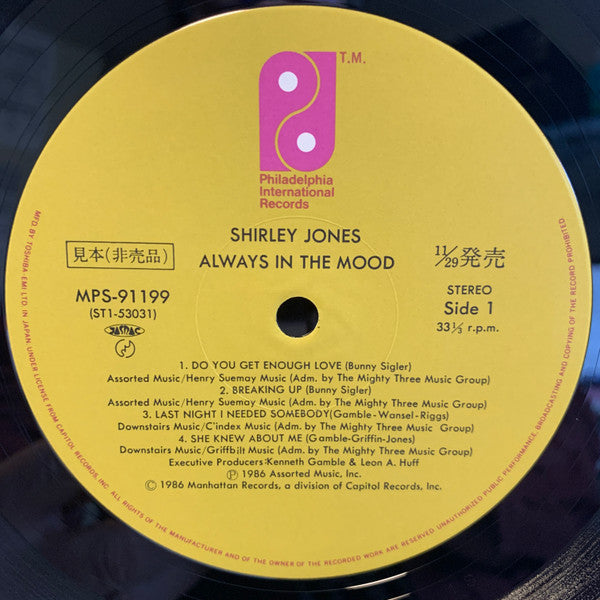 T.M.
Philadelphia
International
Records
SHIRLEY JONES
ALWAYS IN THE MOOD
見本(非売品)
11/29発売
MPS-91199
(ST1-53031)
JASRAC
STEREO
Side 1
33⅓ r.p.m.
1. DO YOU GET ENOUGH LOVE (Bunny Sigler)
Assorted Music/Henry Suemay Music (Adm. by The Mighty Three Music Group)
2. BREAKING UP (Bunny Sigler)
Assorted Music/Henry Suemay Music (Adm. by The Mighty Three Music Group)
3. LAST NIGHT I NEEDED SOMEBODY(Gamble-Wansel-Riggs)
Downstairs Music/C'index Music (Adm. by The Mighty Three Music Group)
4. SHE KNEW ABOUT ME (Gamble-Griffin-Jones)
Downstairs Music/Griffbilt Music (Adm. by The Mighty Three Music Group)
Executive Producers:Kenneth Gamble & Leon A. Huff
Ⓟ 1986 Assorted Music, Inc.
© 1986 Manhattan Records, a division of Capitol Records, Inc.
MFD. BY TOSHIBA-EMI LTD. IN JAPAN. UNDER LICENSE FROM CAPITOL RECORDS, INC. ALL RIGHTS OF THE MANUFACTURER AND OF THE OWNER OF THE RECORDED WORK ARE RESERVED. UNAUTHORIZED PUBLIC PERFORMANCE, BROADCASTING AND COPYING OF THE RECORD PROHIBITED.